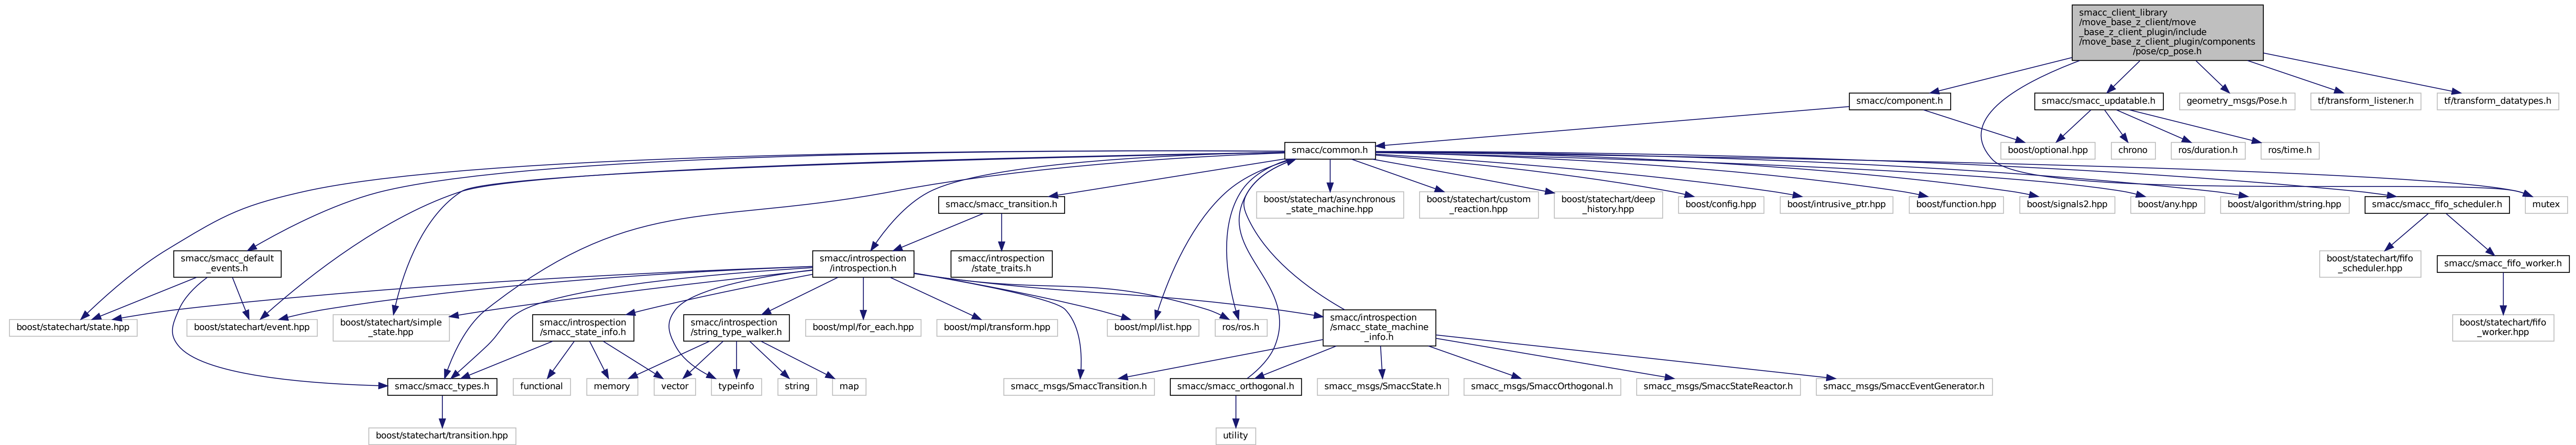 smacc_client_library
/move_base_z_client/move
_base_z_client_plugin/include
/move_base_z_client_plugin/components
/pose/cp_pose.h
smacc/component.h
smacc/smacc_updatable.h
geometry_msgs/Pose.h
tf/transform_listener.h
tf/transform_datatypes.h
smacc/common.h
boost/optional.hpp
chrono
ros/duration.h
ros/time.h
smacc/smacc_transition.h
boost/statechart/asynchronous
_state_machine.hpp
boost/statechart/custom
_reaction.hpp
boost/statechart/deep
_history.hpp
boost/config.hpp
boost/intrusive_ptr.hpp
boost/function.hpp
boost/signals2.hpp
boost/any.hpp
boost/algorithm/string.hpp
smacc/smacc_fifo_scheduler.h
mutex
smacc/smacc_default
_events.h
smacc/introspection
/introspection.h
smacc/introspection
/state_traits.h
boost/statechart/fifo
_scheduler.hpp
smacc/smacc_fifo_worker.h
boost/statechart/state.hpp
boost/statechart/event.hpp
boost/statechart/simple
_state.hpp
smacc/introspection
/smacc_state_info.h
smacc/introspection
/string_type_walker.h
boost/mpl/for_each.hpp
boost/mpl/transform.hpp
boost/mpl/list.hpp
ros/ros.h
smacc/introspection
/smacc_state_machine
_info.h
boost/statechart/fifo
_worker.hpp
smacc/smacc_types.h
functional
memory
vector
typeinfo
string
map
smacc_msgs/SmaccTransition.h
smacc/smacc_orthogonal.h
smacc_msgs/SmaccState.h
smacc_msgs/SmaccOrthogonal.h
smacc_msgs/SmaccStateReactor.h
smacc_msgs/SmaccEventGenerator.h
boost/statechart/transition.hpp
utility